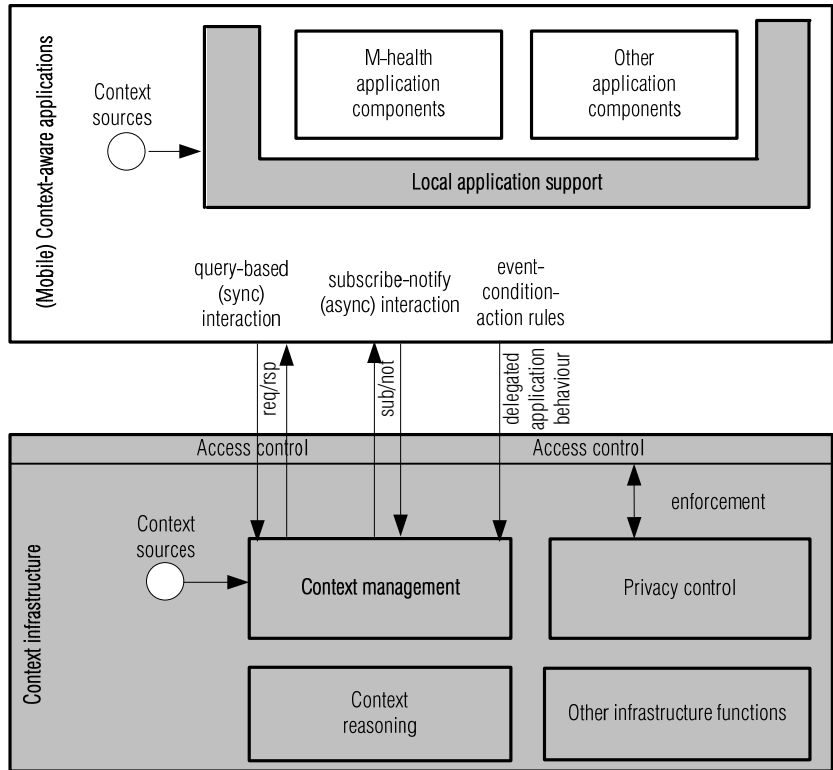 (Mobile) Context-aware applications
Context
sources
M-health
application
components
Other
application
components
Local application support
query-based
(sync)
interaction
subscribe-notify
(async) interaction
event-
condition-
action rules
req/rsp
sub/not
delegated
application
behaviour
Access control
Access control
Context infrastructure
enforcement
Context
sources
Context management
Privacy control
Context
reasoning
Other infrastructure functions